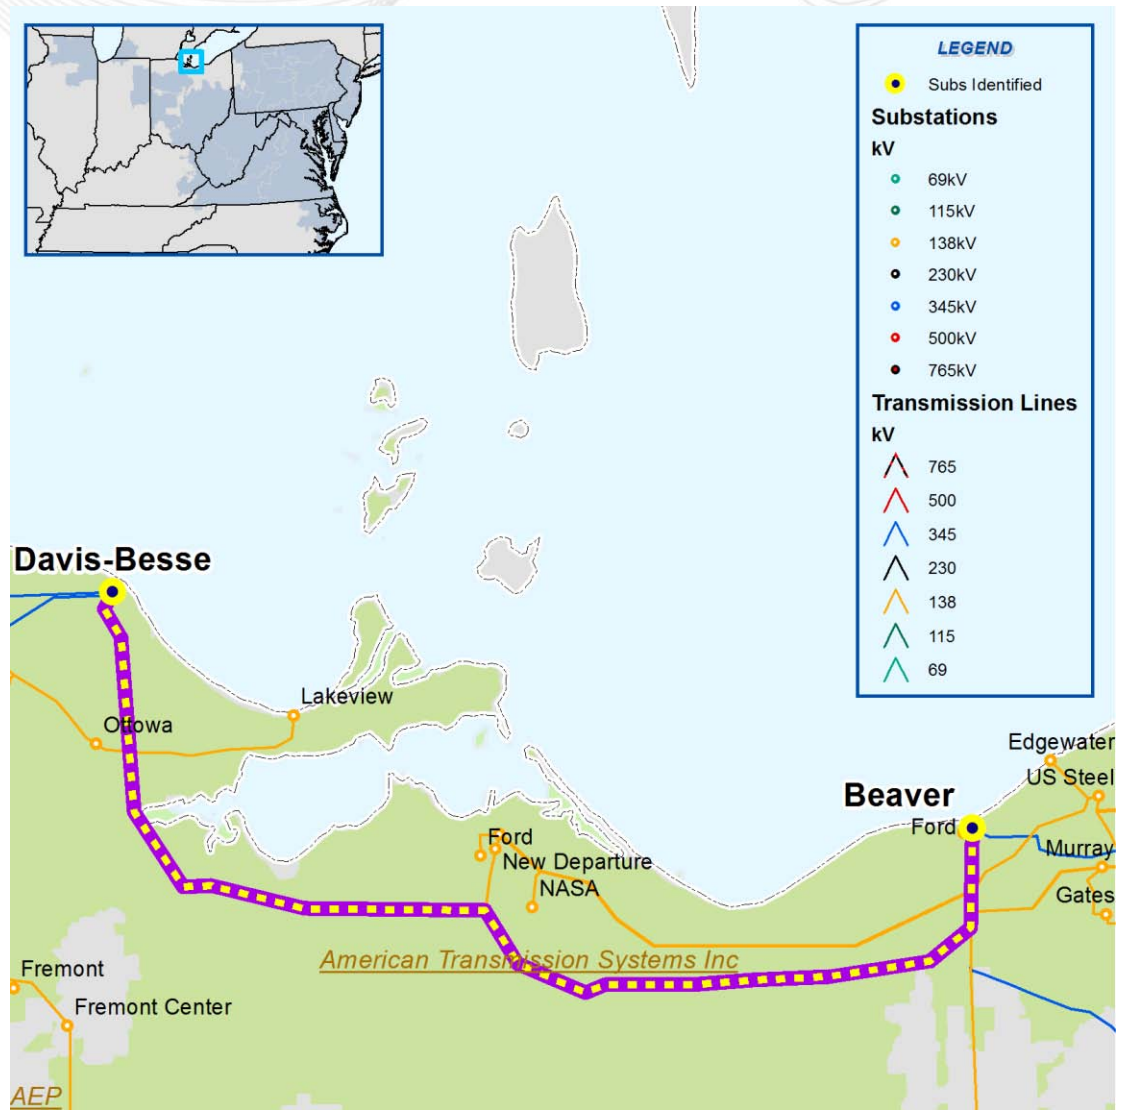 LEGEND
Subs Identified
Substations
kV
69kV
115kV
138kV
230kV
345kV
500kV
765kV
Transmission Lines
kV
765
500
345
230
138
115
69
Davis-Besse
Lakeview
Ottowa
Edgewater
US Steel
Beaver
Ford
Murray
Gates
Ford
New Departure
NASA
American Transmission Systems Inc
Fremont
Fremont Center
AEP